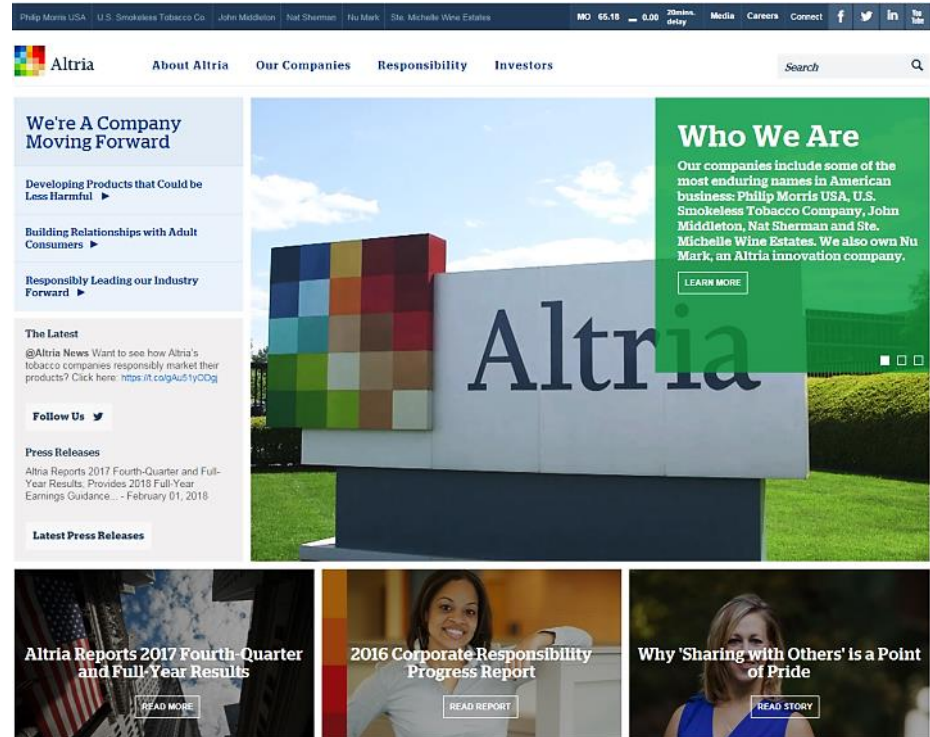 Philip Morris USA U.S. Smokeless Tobacco Co. John Middleton Nat Sherman Nu Mark Ste. Michelle Wine Estates MO 65.18 0.00 20mins. delay Media Careers Connect f in You Tube
Altria About Altria Our Companies Responsibility Investors Search
We're A Company
Moving Forward
Developing Products that Could be
Less Harmful
Building Relationships with Adult
Consumers
Responsibly Leading our Industry
Forward
The Latest
@Altria News Want to see how Altria's
tobacco companies responsibly market their
products? Click here: https://t.co/gAu51yODgj
Follow Us
Press Releases
Altria Reports 2017 Fourth-Quarter and Full-
Year Results; Provides 2018 Full-Year
Earnings Guidance... - February 01, 2018
Latest Press Releases
Altria
Who We Are
Our companies include some of the
most enduring names in American
business: Philip Morris USA, U.S.
Smokeless Tobacco Company, John
Middleton, Nat Sherman and Ste.
Michelle Wine Estates. We also own Nu
Mark, an Altria innovation company.
LEARN MORE
Altria Reports 2017 Fourth-Quarter
and Full-Year Results
READ MORE
2016 Corporate Responsibility
Progress Report
READ REPORT
Why 'Sharing with Others' is a Point
of Pride
READ STORY